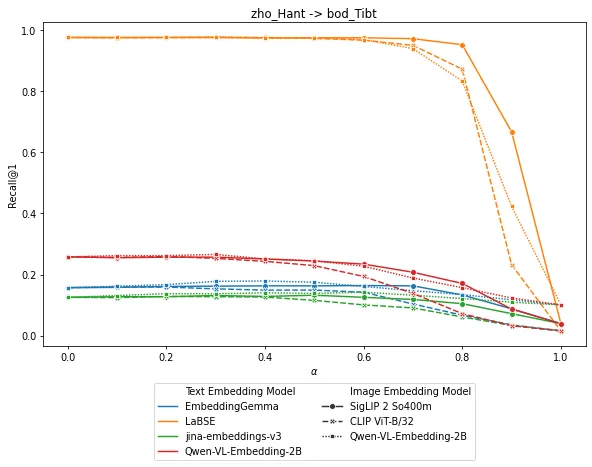 zho_Hant -> bod_Tibt
1.0
0.8
0.6
0.4
0.2
0.0
Recall@1
0.0 0.2 0.4 0.6 0.8 1.0
α
Text Embedding Model
EmbeddingGemma
LaBSE
jina-embeddings-v3
Qwen-VL-Embedding-2B
Image Embedding Model
SigLIP 2 So400m
CLIP ViT-B/32
Qwen-VL-Embedding-2B